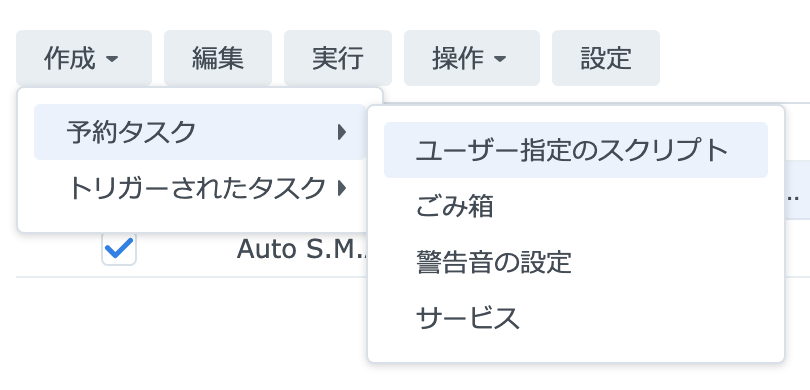 作成 編集 実行 操作 設定
予約タスク
ユーザー指定のスクリプト
トリガーされたタスク
ごみ箱
..
Auto S.M..
警告音の設定
サービス